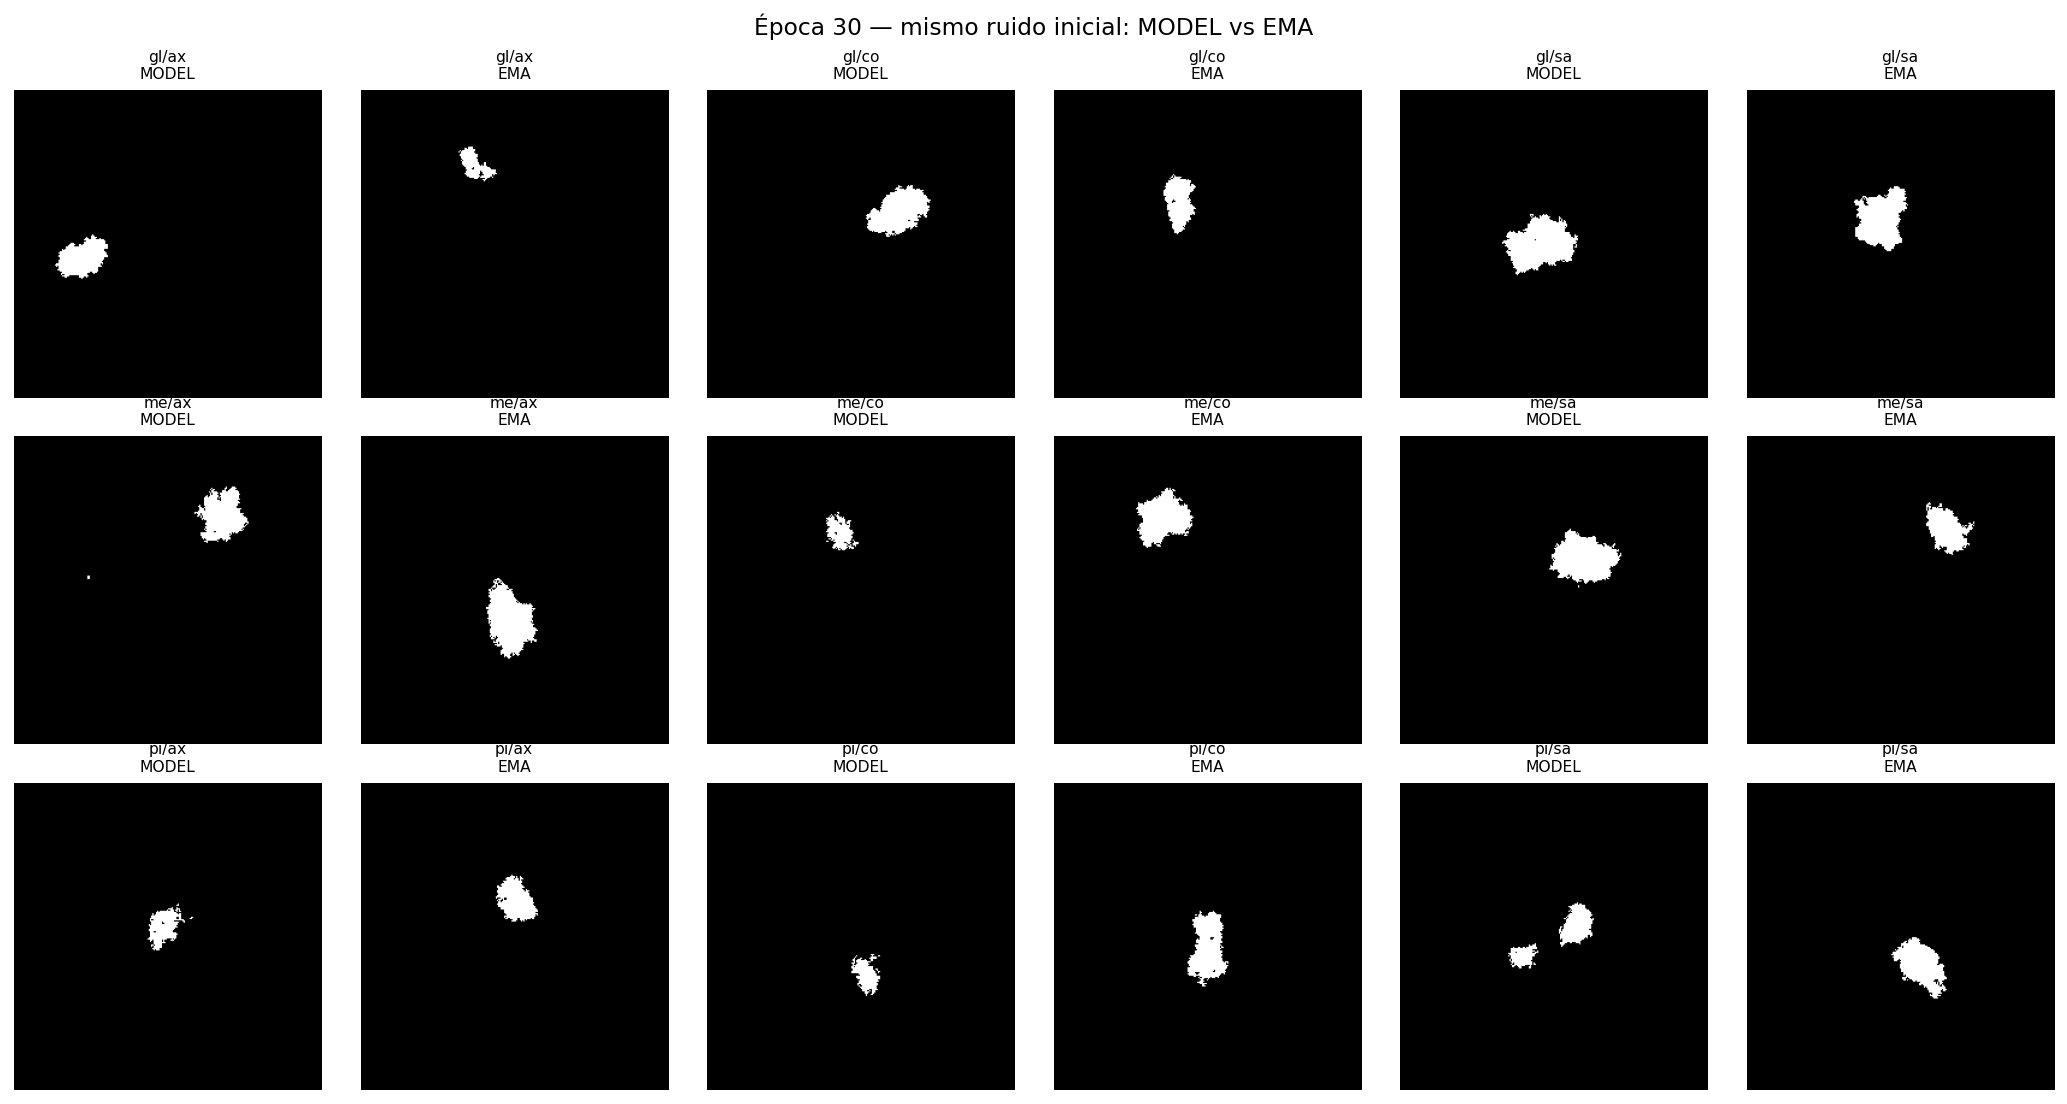 Época 30 — mismo ruido inicial: MODEL vs EMA
gl/ax
MODEL
gl/ax
EMA
gl/co
MODEL
gl/co
EMA
gl/sa
MODEL
gl/sa
EMA
me/ax
MODEL
me/ax
EMA
me/co
MODEL
me/co
EMA
me/sa
MODEL
me/sa
EMA
pi/ax
MODEL
pi/ax
EMA
pi/co
MODEL
pi/co
EMA
pi/sa
MODEL
pi/sa
EMA